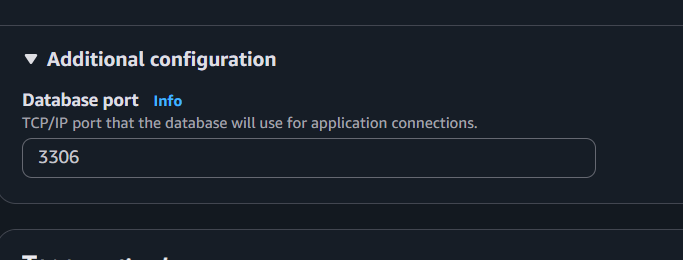 Additional configuration
Database port Info
TCP/IP port that the database will use for application connections.
3306